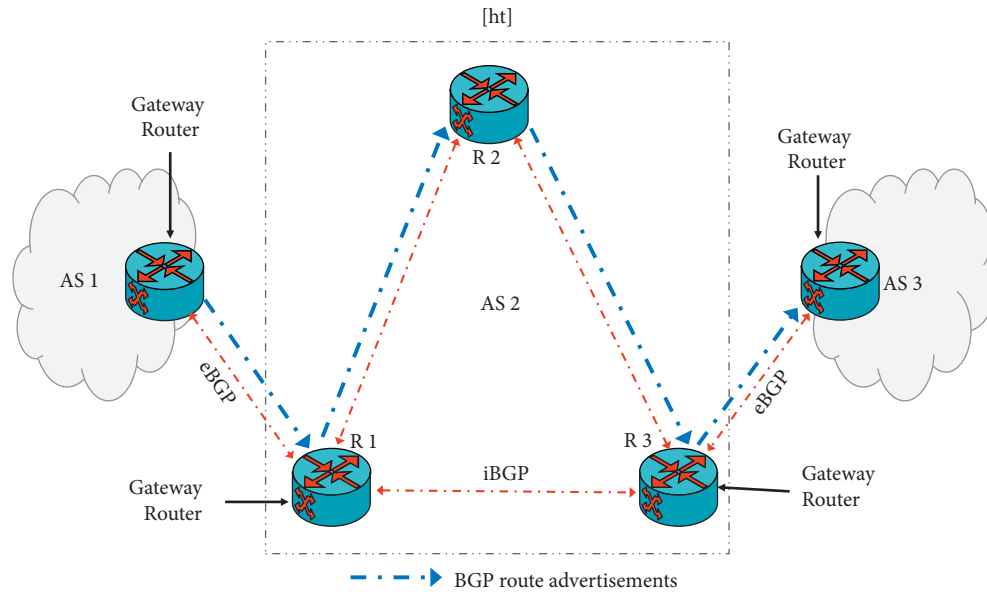 [ht]
Gateway
Router
Gateway
Router
R 2
AS 1
AS 2
AS 3
eBGP
eBGP
R 1
R 3
iBGP
Gateway
Router
Gateway
Router
BGP route advertisements